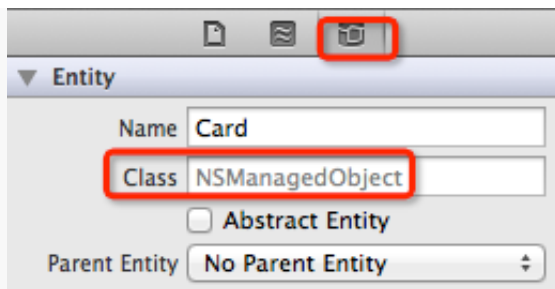 Entity
Name Card
Class NSManagedObject
Abstract Entity
Parent Entity No Parent Entity